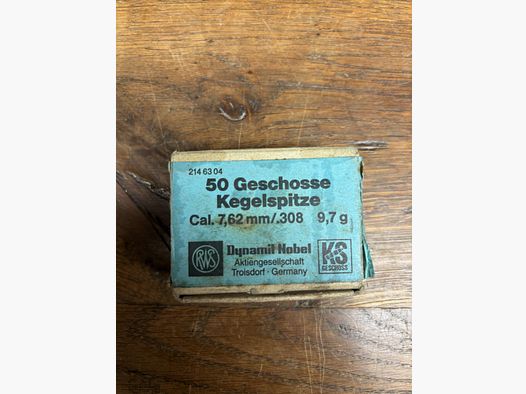 214 63 04
50 Geschosse
Kegelspitze
Cal. 7,62 mm/.308 9,7 g
RWS
Dynamit Nobel
Aktiengesellschaft
Troisdorf · Germany
KS
GESCHOSS